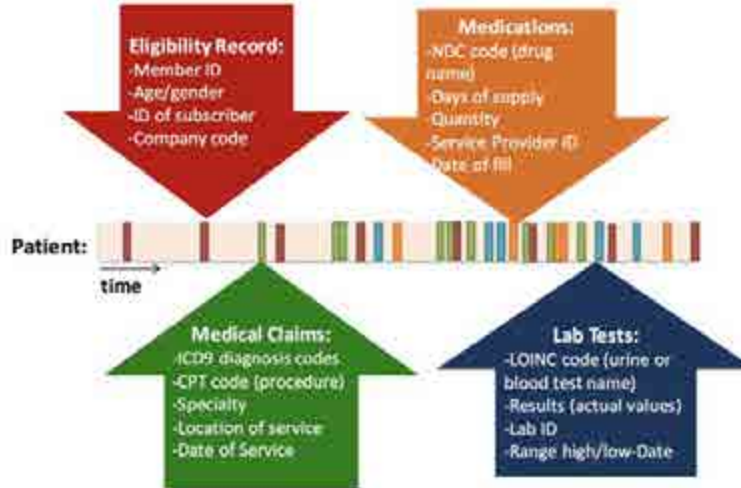 Eligibility Record:
-Member ID
-Age/gender
-ID of subscriber
-Company code
Medications:
-NDC code (drug
name)
-Days of supply
-Quantity
-Service Provider ID
-Date of fill
Patient:
time
Medical Claims:
-ICD9 diagnosis codes
-CPT code (procedure)
-Specialty
-Location of service
-Date of Service
Lab Tests:
-LOINC code (urine or
blood test name)
-Results (actual values)
-Lab ID
-Range high/low-Date